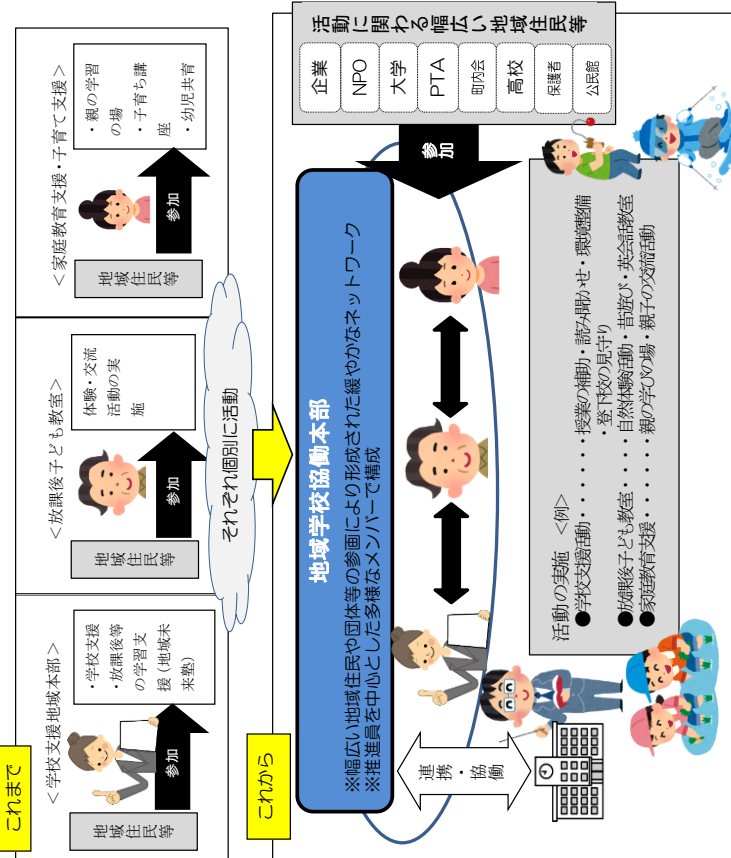 これまで
＜学校支援地域本部＞
地域住民等
参加
・学校支援
・放課後等
の学習支
援（地域未
来塾）
＜放課後子ども教室＞
地域住民等
参加
体験・交流
活動の実
施
＜家庭教育支援・子育て支援＞
地域住民等
参加
・親の学習
の場
・子育ち講
座
・幼児共育
それぞれ個別に活動
これから
地域学校協働本部
※幅広い地域住民や団体等の参画により形成された緩やかなネットワーク
※推進員を中心とした多様なメンバーで構成
連携・
協働
参加
活動に関わる幅広い地域住民等
企業
NPO
大学
PTA
町内会
高校
保護者
公民館
活動の実施　＜例＞
●学校支援活動・・・・・・授業の補助・読み聞かせ・環境整備
・登下校の見守り
●放課後子ども教室・・・・自然体験活動・昔遊び・英会話教室
●家庭教育支援・・・・・・親の学びの場・親子の交流活動